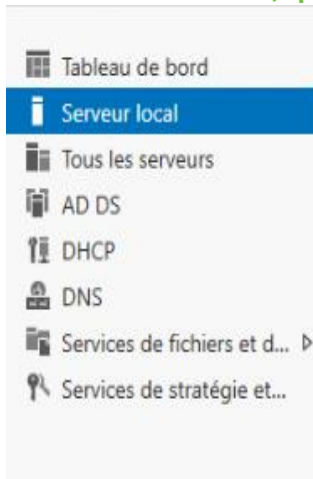 Tableau de bord
Serveur local
Tous les serveurs
AD DS
DHCP
DNS
Services de fichiers et d...
Services de stratégie et...